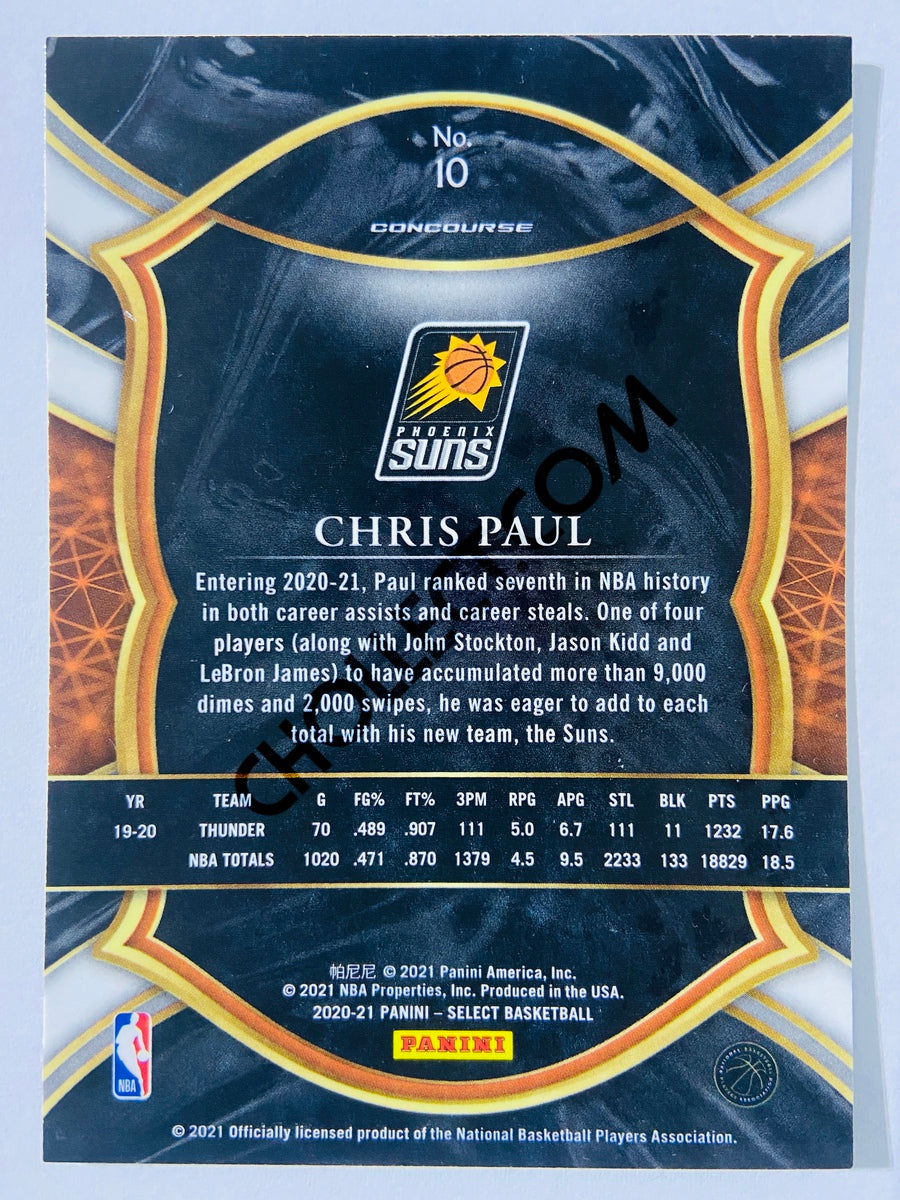 No.
10
CONCOURSE
PHOENIX
SUNS
CHRIS PAUL
Entering 2020-21, Paul ranked seventh in NBA history
in both career assists and career steals. One of four
players (along with John Stockton, Jason Kidd and
LeBron James) to have accumulated more than 9,000
dimes and 2,000 swipes, he was eager to add to each
total with his new team, the Suns.
CHOLLECT.COM
YR TEAM G FG% FT% 3PM RPG APG STL BLK PTS PPG
19-20 THUNDER 70 .489 .907 111 5.0 6.7 111 11 1232 17.6
NBA TOTALS 1020 .471 .870 1379 4.5 9.5 2233 133 18829 18.5
帕尼尼 © 2021 Panini America, Inc.
© 2021 NBA Properties, Inc. Produced in the USA.
2020-21 PANINI – SELECT BASKETBALL
PANINI
NBA
© 2021 Officially licensed product of the National Basketball Players Association.